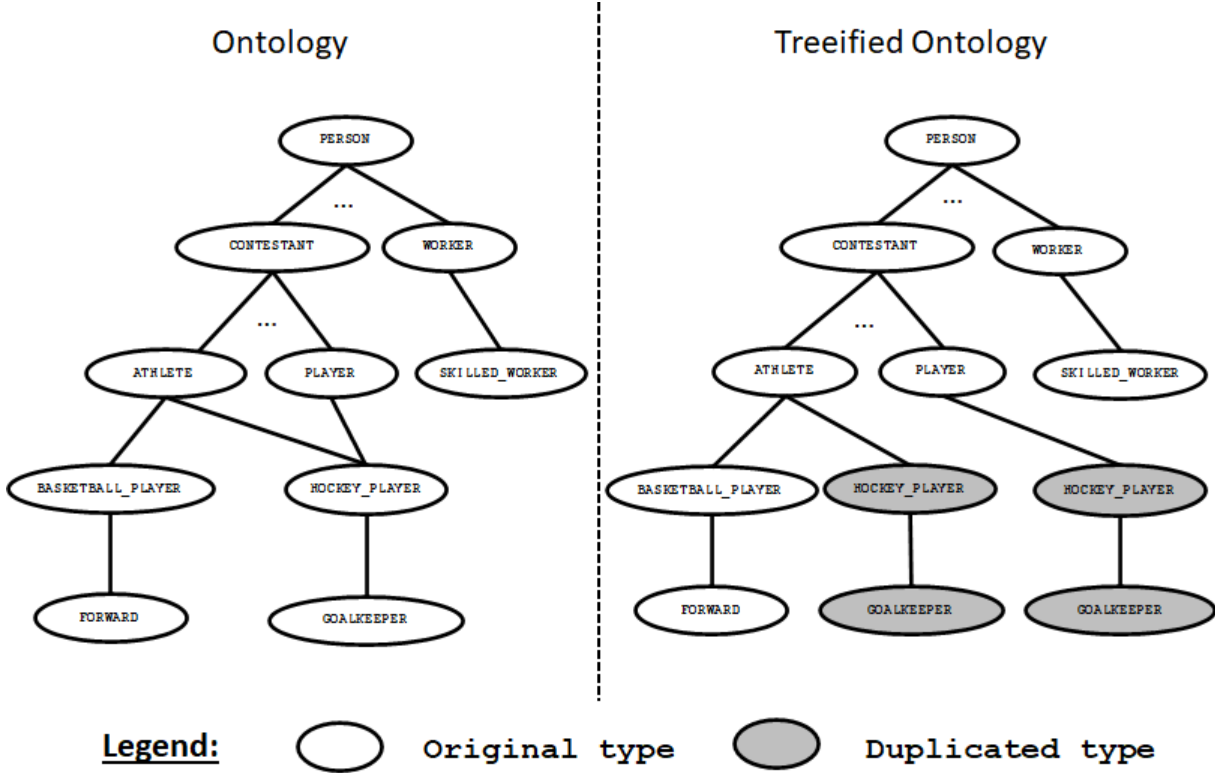 Ontology
Treeified Ontology
PERSON
...
CONTESTANT
WORKER
...
ATHLETE
PLAYER
SKILLED_WORKER
BASKETBALL_PLAYER
HOCKEY_PLAYER
FORWARD
GOALKEEPER
PERSON
...
CONTESTANT
WORKER
...
ATHLETE
PLAYER
SKILLED_WORKER
BASKETBALL_PLAYER
HOCKEY_PLAYER
HOCKEY_PLAYER
FORWARD
GOALKEEPER
GOALKEEPER
Legend:
Original type
Duplicated type